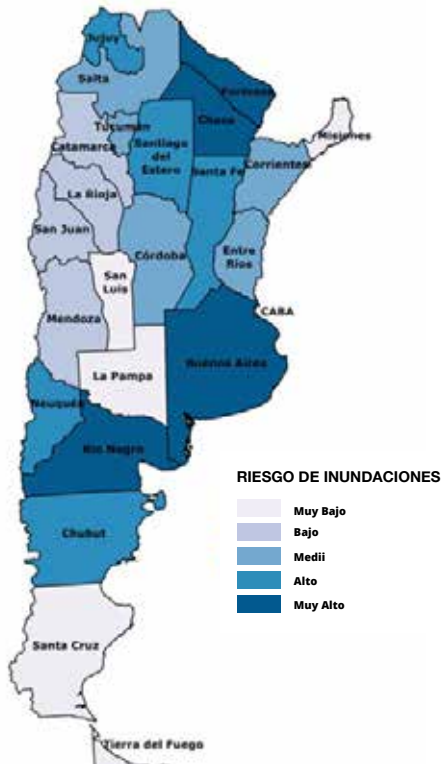 Jujuy
Salta
Formosa
Chaco
Misiones
Tucumán
Catamarca
Santiago
del
Estero
Santa Fe
Corrientes
La Rioja
San Juan
Córdoba
Entre
Ríos
San
Luis
CABA
Mendoza
Buenos Aires
La Pampa
Neuquén
Río Negro
RIESGO DE INUNDACIONES
Muy Bajo
Bajo
Medii
Alto
Muy Alto
Chubut
Santa Cruz
Tierra del Fuego